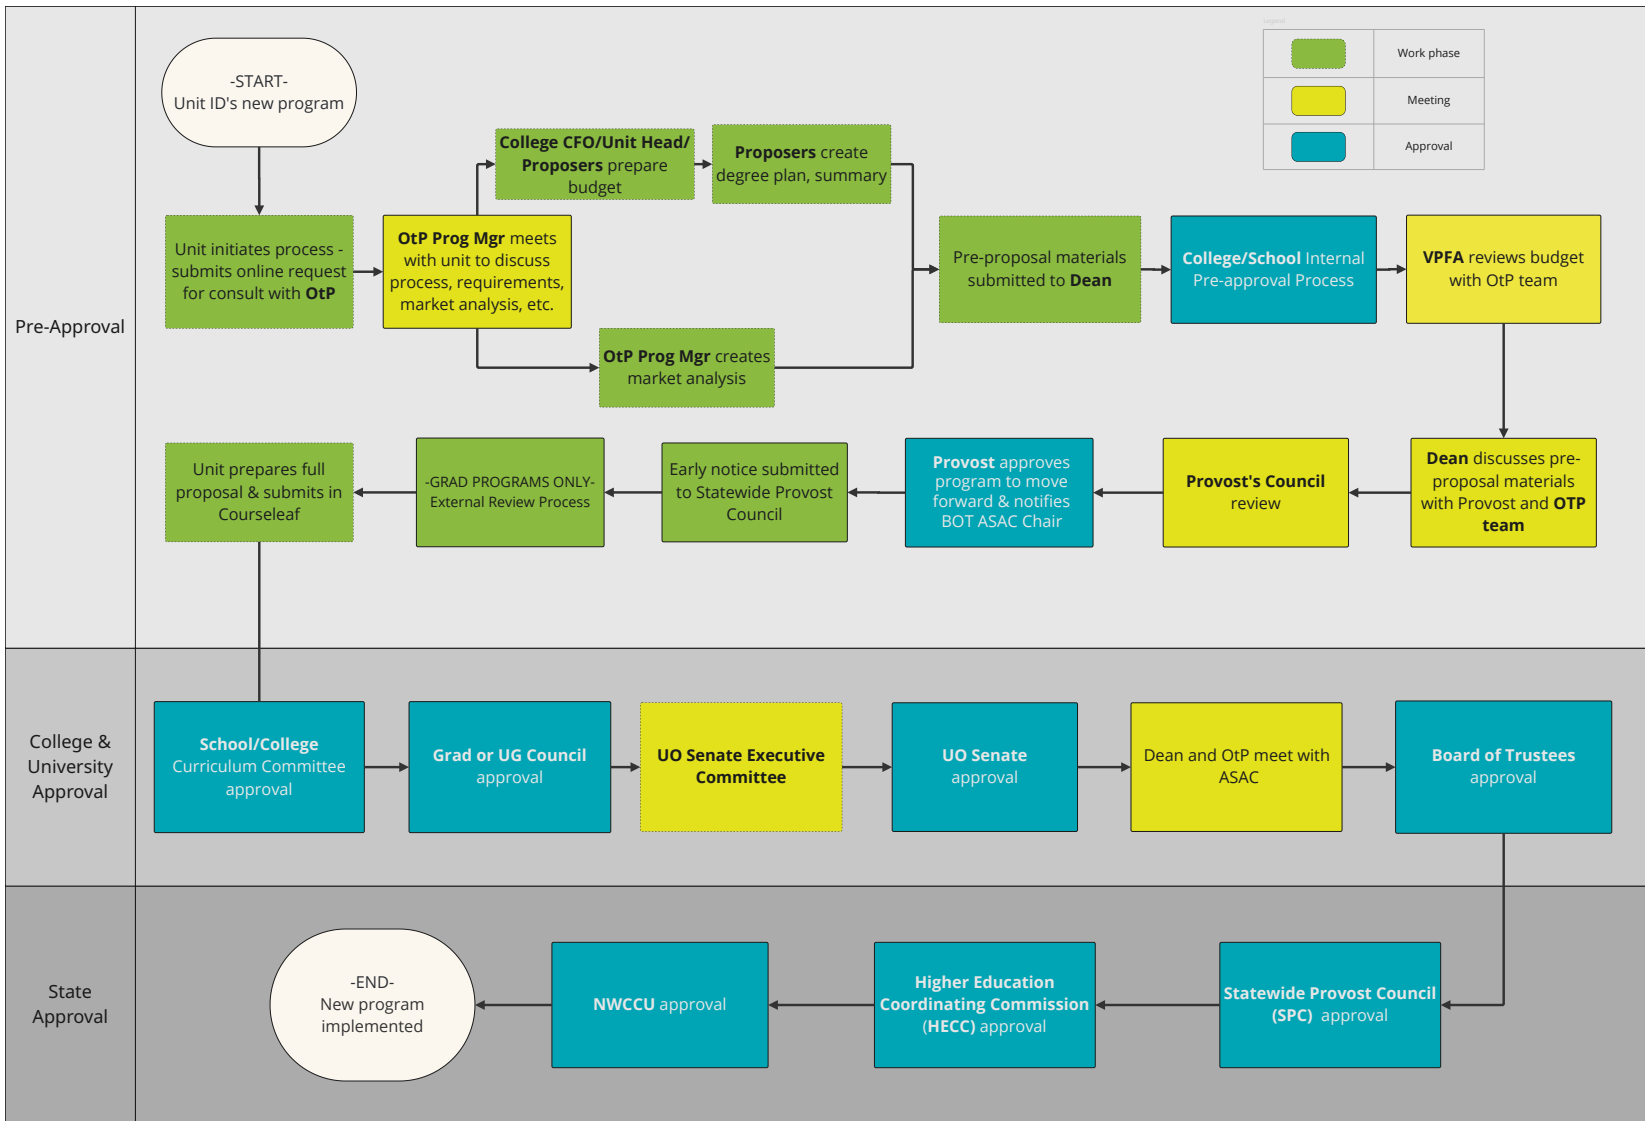 Legend
Work phase
Meeting
Approval
Pre-Approval
-START-
Unit ID's new program
Unit initiates process -
submits online request
for consult with OtP
OtP Prog Mgr meets
with unit to discuss
process, requirements,
market analysis, etc.
College CFO/Unit Head/
Proposers prepare
budget
Proposers create
degree plan, summary
OtP Prog Mgr creates
market analysis
Pre-proposal materials
submitted to Dean
College/School Internal
Pre-approval Process
VPFA reviews budget
with OtP team
Dean discusses pre-
proposal materials
with Provost and OTP
team
Provost's Council
review
Provost approves
program to move
forward & notifies
BOT ASAC Chair
Early notice submitted
to Statewide Provost
Council
-GRAD PROGRAMS ONLY-
External Review Process
Unit prepares full
proposal & submits in
Courseleaf
College &
University
Approval
School/College
Curriculum Committee
approval
Grad or UG Council
approval
UO Senate Executive
Committee
UO Senate
approval
Dean and OtP meet with
ASAC
Board of Trustees
approval
State
Approval
Statewide Provost Council
(SPC) approval
Higher Education
Coordinating Commission
(HECC) approval
NWCCU approval
-END-
New program
implemented